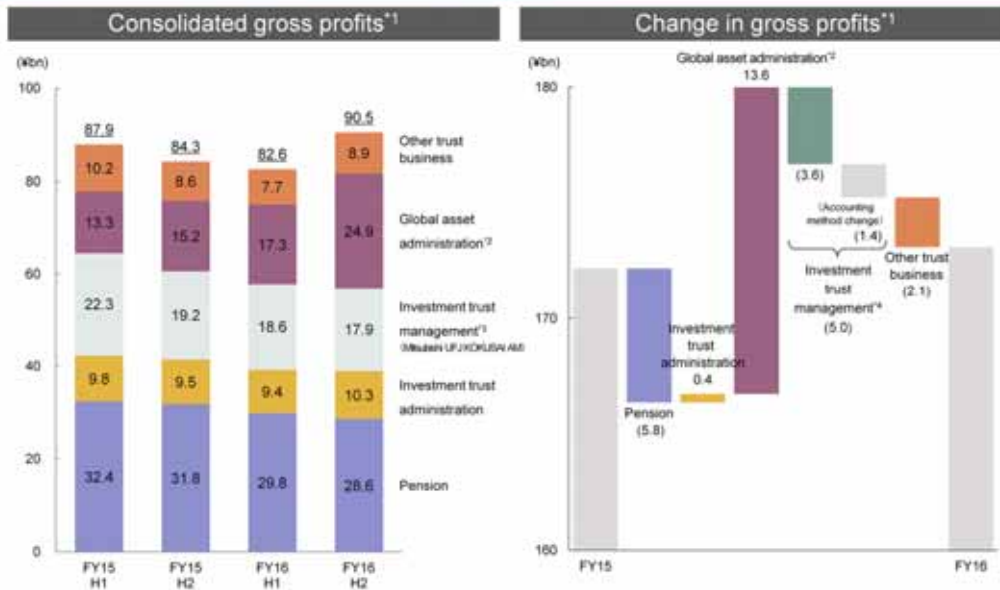 Consolidated gross profits*1
(¥bn)
100
80
60
40
20
0
87.9
10.2
13.3
22.3
9.8
32.4
84.3
8.6
15.2
19.2
9.5
31.8
82.6
7.7
17.3
18.6
9.4
29.8
90.5
8.9
24.9
17.9
10.3
28.6
FY15
H1
FY15
H2
FY16
H1
FY16
H2
Other trust
business
Global asset
administration*2
Investment trust
management*3
(Mitsubishi UFJ KOKUSAI AM)
Investment trust
administration
Pension
Change in gross profits*1
(¥bn)
180
170
160
Global asset administration*2
13.6
Pension
(5.8)
Investment
trust
administration
0.4
(3.6)
(Accounting
method change)
(1.4)
Investment
trust
management*4
(5.0)
Other trust
business
(2.1)
FY15
FY16